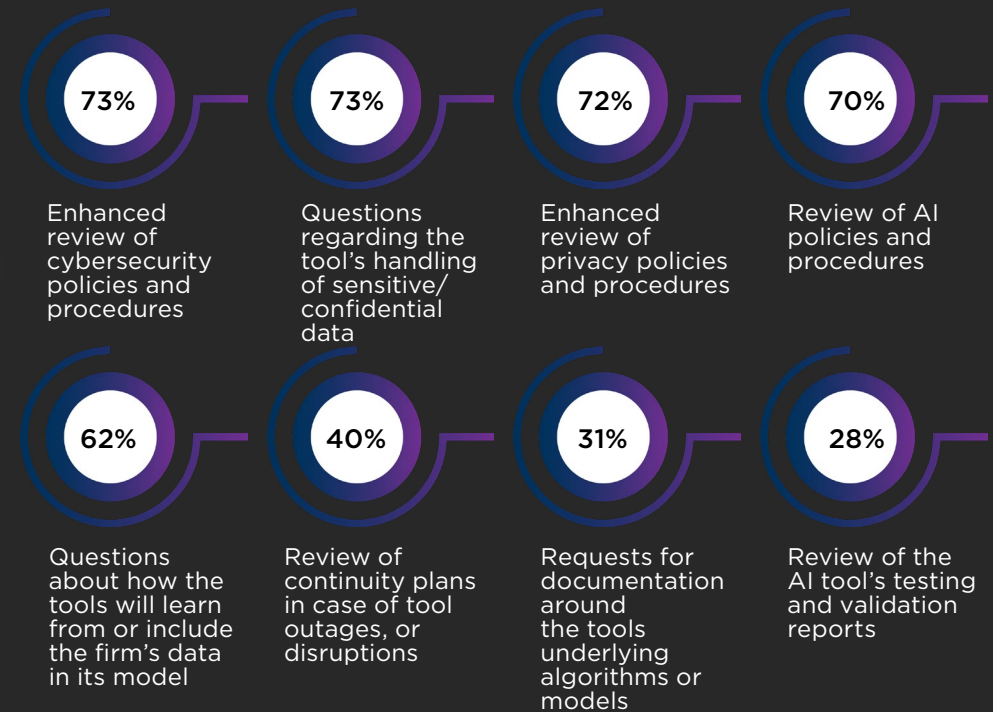 73%
Enhanced
review of
cybersecurity
policies and
procedures
73%
Questions
regarding the
tool's handling
of sensitive/
confidential
data
72%
Enhanced
review of
privacy policies
and procedures
70%
Review of AI
policies and
procedures
62%
Questions
about how the
tools will learn
from or include
the firm's data
in its model
40%
Review of
continuity plans
in case of tool
outages, or
disruptions
31%
Requests for
documentation
around
the tools
underlying
algorithms or
models
28%
Review of the
AI tool's testing
and validation
reports